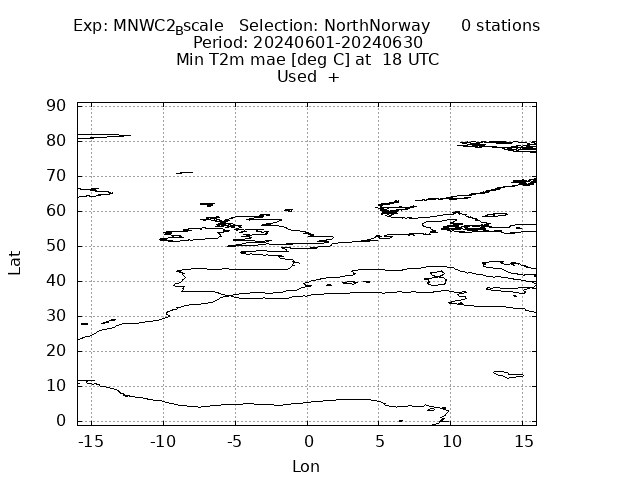 Exp: MNWC2Bscale Selection: NorthNorway 0 stations
Period: 20240601-20240630
Min T2m mae [deg C] at 18 UTC
Used +
90
80
70
60
50
40
30
20
10
0
Lat
-15 -10 -5 0 5 10 15
Lon